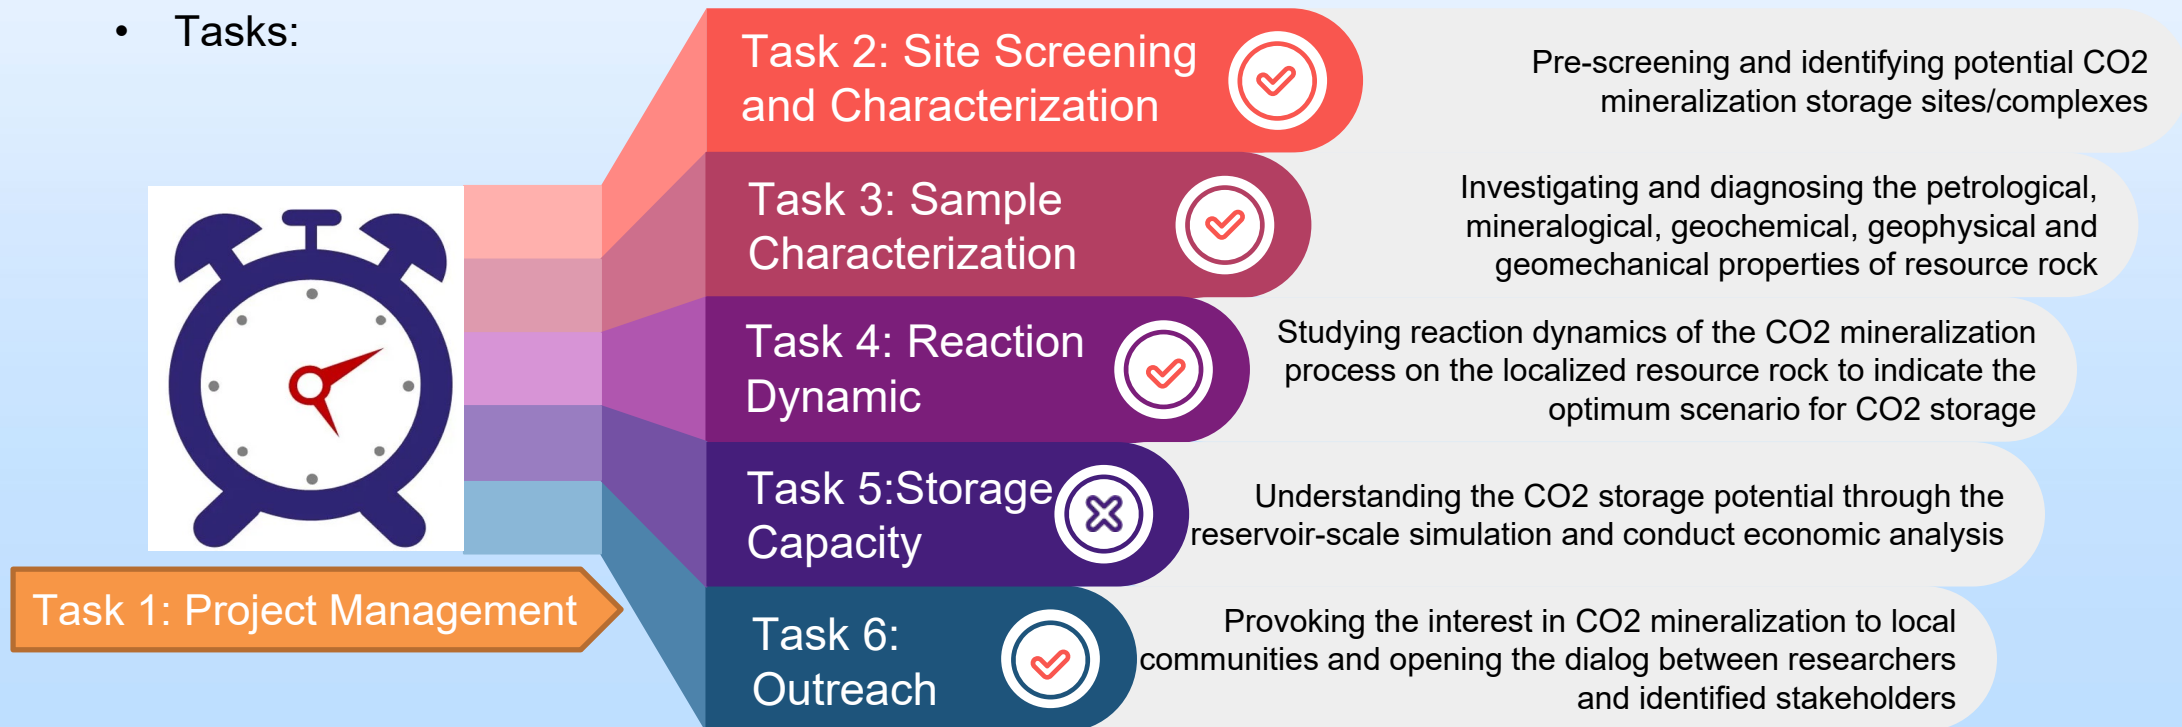 • Tasks:
Task 2: Site Screening
and Characterization
Pre-screening and identifying potential CO2
mineralization storage sites/complexes
Task 3: Sample
Characterization
Investigating and diagnosing the petrological,
mineralogical, geochemical, geophysical and
geomechanical properties of resource rock
Task 4: Reaction
Dynamic
Studying reaction dynamics of the CO2 mineralization
process on the localized resource rock to indicate the
optimum scenario for CO2 storage
Task 5:Storage
Capacity
Understanding the CO2 storage potential through the
reservoir-scale simulation and conduct economic analysis
Task 1: Project Management
Task 6:
Outreach
Provoking the interest in CO2 mineralization to local
communities and opening the dialog between researchers
and identified stakeholders